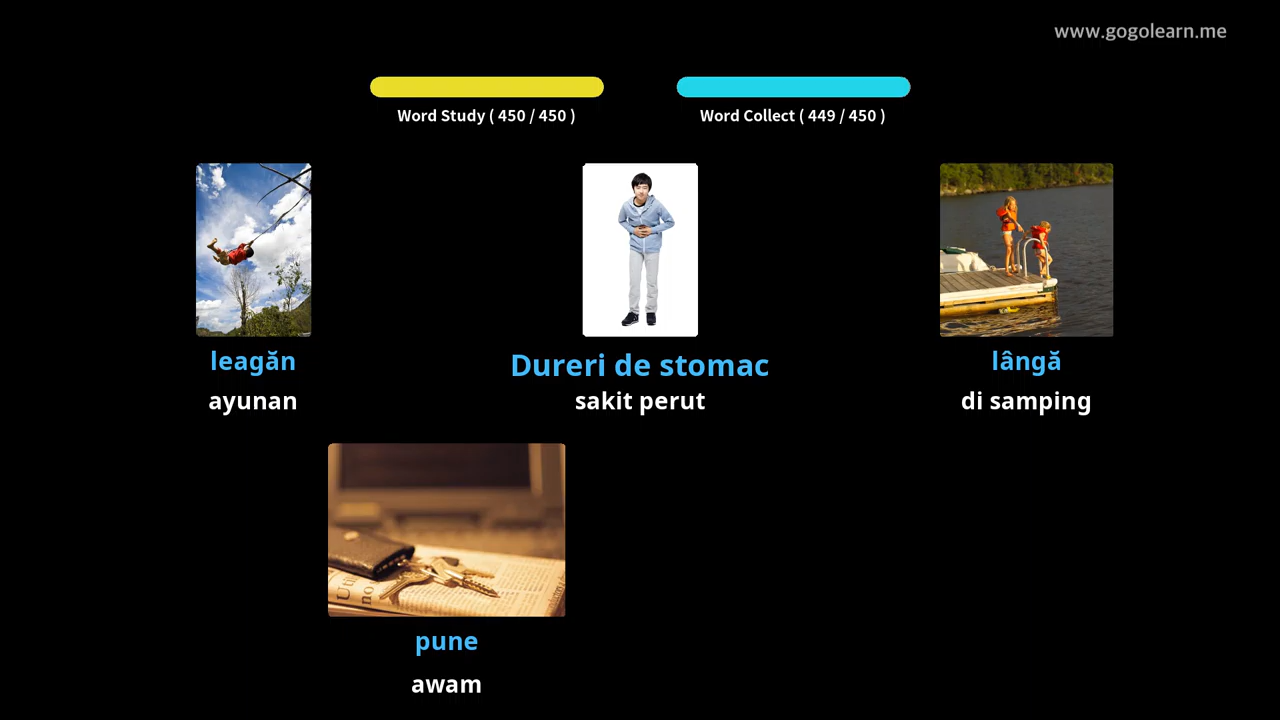 www.gogolearn.me
Word Study ( 450 / 450 )
Word Collect ( 449 / 450 )
leagăn
Dureri de stomac
lângă
ayunan
sakit perut
di samping
pune
awam